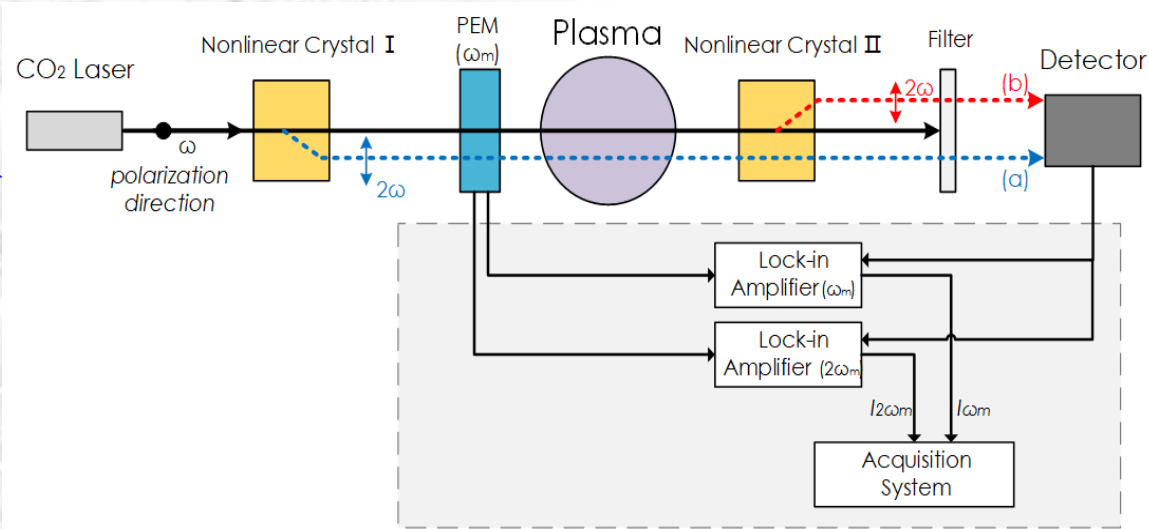 CO₂ Laser
ω
polarization
direction
Nonlinear Crystal Ⅰ
2ω
PEM
(ωm)
Plasma
Nonlinear Crystal Ⅱ
2ω
Filter
(b)
(a)
Detector
Lock-in
Amplifier(ωm)
Lock-in
Amplifier (2ωm)
I2ωm
Iωm
Acquisition
System